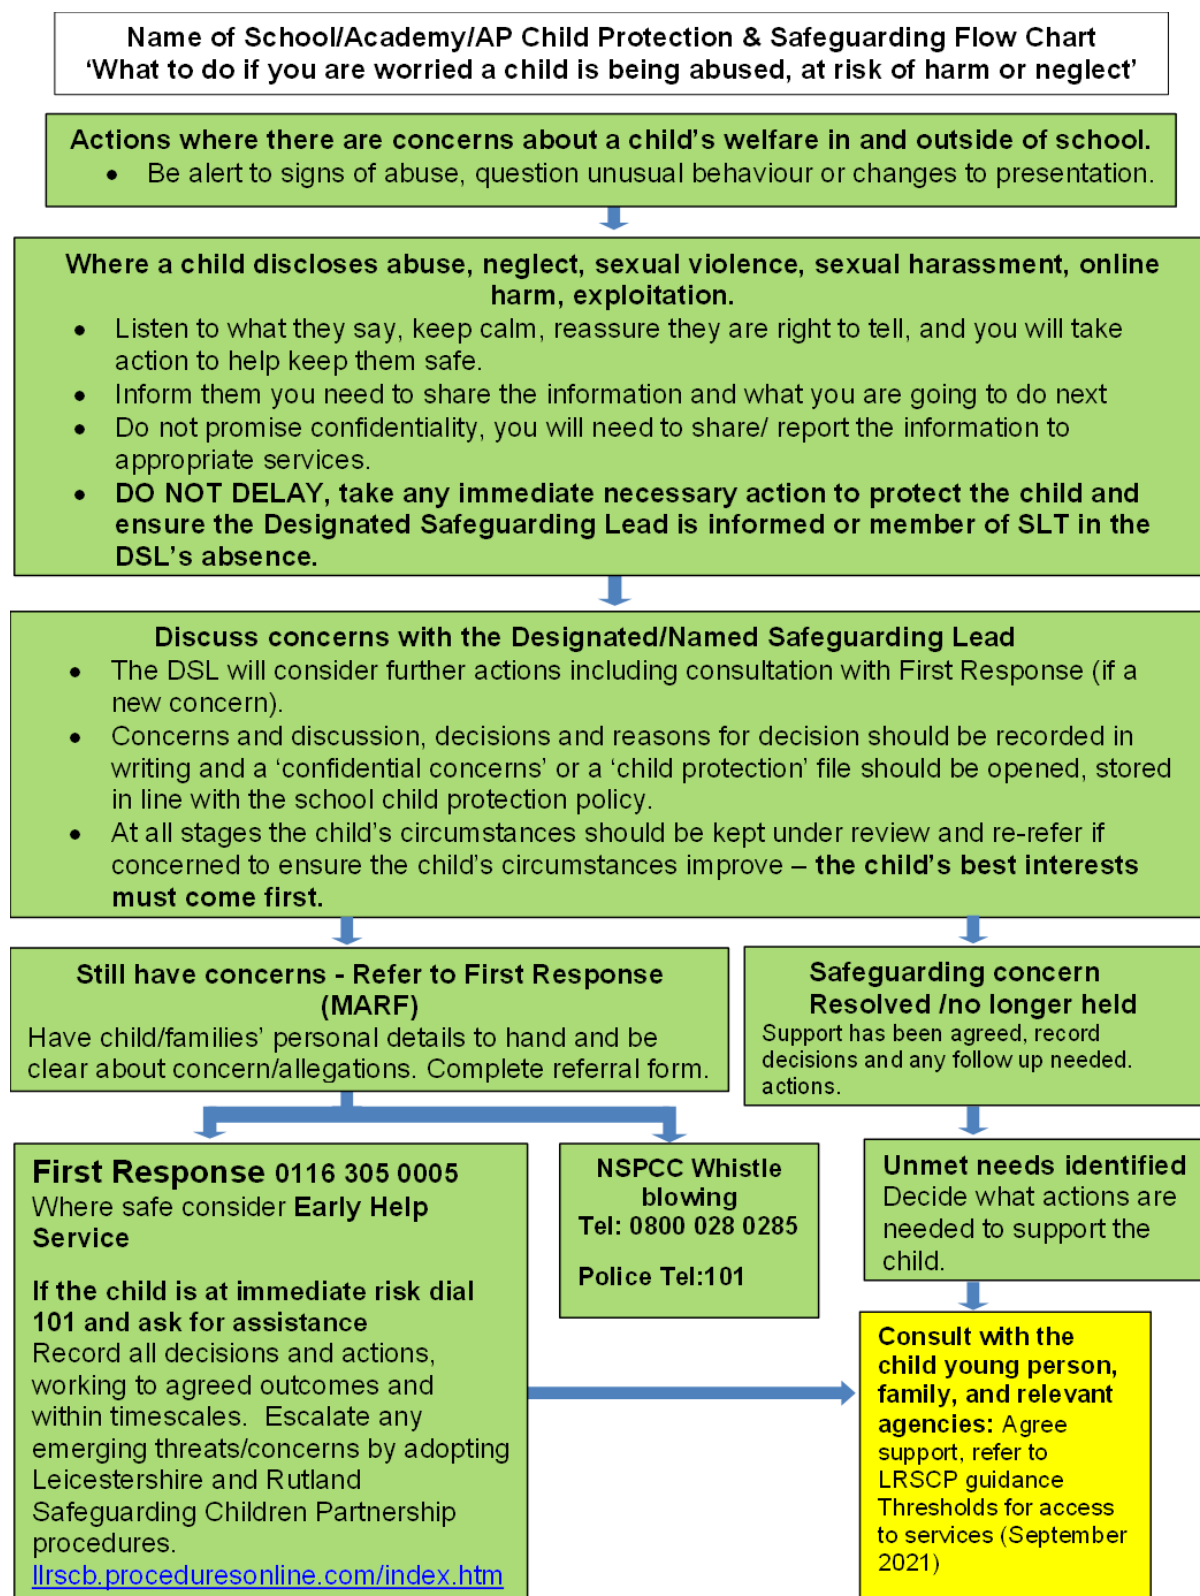 Name of School/Academy/AP Child Protection & Safeguarding Flow Chart
‘What to do if you are worried a child is being abused, at risk of harm or neglect’
Actions where there are concerns about a child’s welfare in and outside of school.
• Be alert to signs of abuse, question unusual behaviour or changes to presentation.
Where a child discloses abuse, neglect, sexual violence, sexual harassment, online
harm, exploitation.
• Listen to what they say, keep calm, reassure they are right to tell, and you will take
action to help keep them safe.
• Inform them you need to share the information and what you are going to do next
• Do not promise confidentiality, you will need to share/ report the information to
appropriate services.
• DO NOT DELAY, take any immediate necessary action to protect the child and
ensure the Designated Safeguarding Lead is informed or member of SLT in the
DSL’s absence.
Discuss concerns with the Designated/Named Safeguarding Lead
• The DSL will consider further actions including consultation with First Response (if a
new concern).
• Concerns and discussion, decisions and reasons for decision should be recorded in
writing and a ‘confidential concerns’ or a ‘child protection’ file should be opened, stored
in line with the school child protection policy.
• At all stages the child’s circumstances should be kept under review and re-refer if
concerned to ensure the child’s circumstances improve – the child’s best interests
must come first.
Still have concerns - Refer to First Response
(MARF)
Have child/families’ personal details to hand and be
clear about concern/allegations. Complete referral form.
Safeguarding concern
Resolved /no longer held
Support has been agreed, record
decisions and any follow up needed.
actions.
First Response 0116 305 0005
Where safe consider Early Help
Service
If the child is at immediate risk dial
101 and ask for assistance
Record all decisions and actions,
working to agreed outcomes and
within timescales.  Escalate any
emerging threats/concerns by adopting
Leicestershire and Rutland
Safeguarding Children Partnership
procedures.
llrscb.proceduresonline.com/index.htm
NSPCC Whistle
blowing
Tel: 0800 028 0285
Police Tel:101
Unmet needs identified
Decide what actions are
needed to support the
child.
Consult with the
child young person,
family, and relevant
agencies: Agree
support, refer to
LRSCP guidance
Thresholds for access
to services (September
2021)